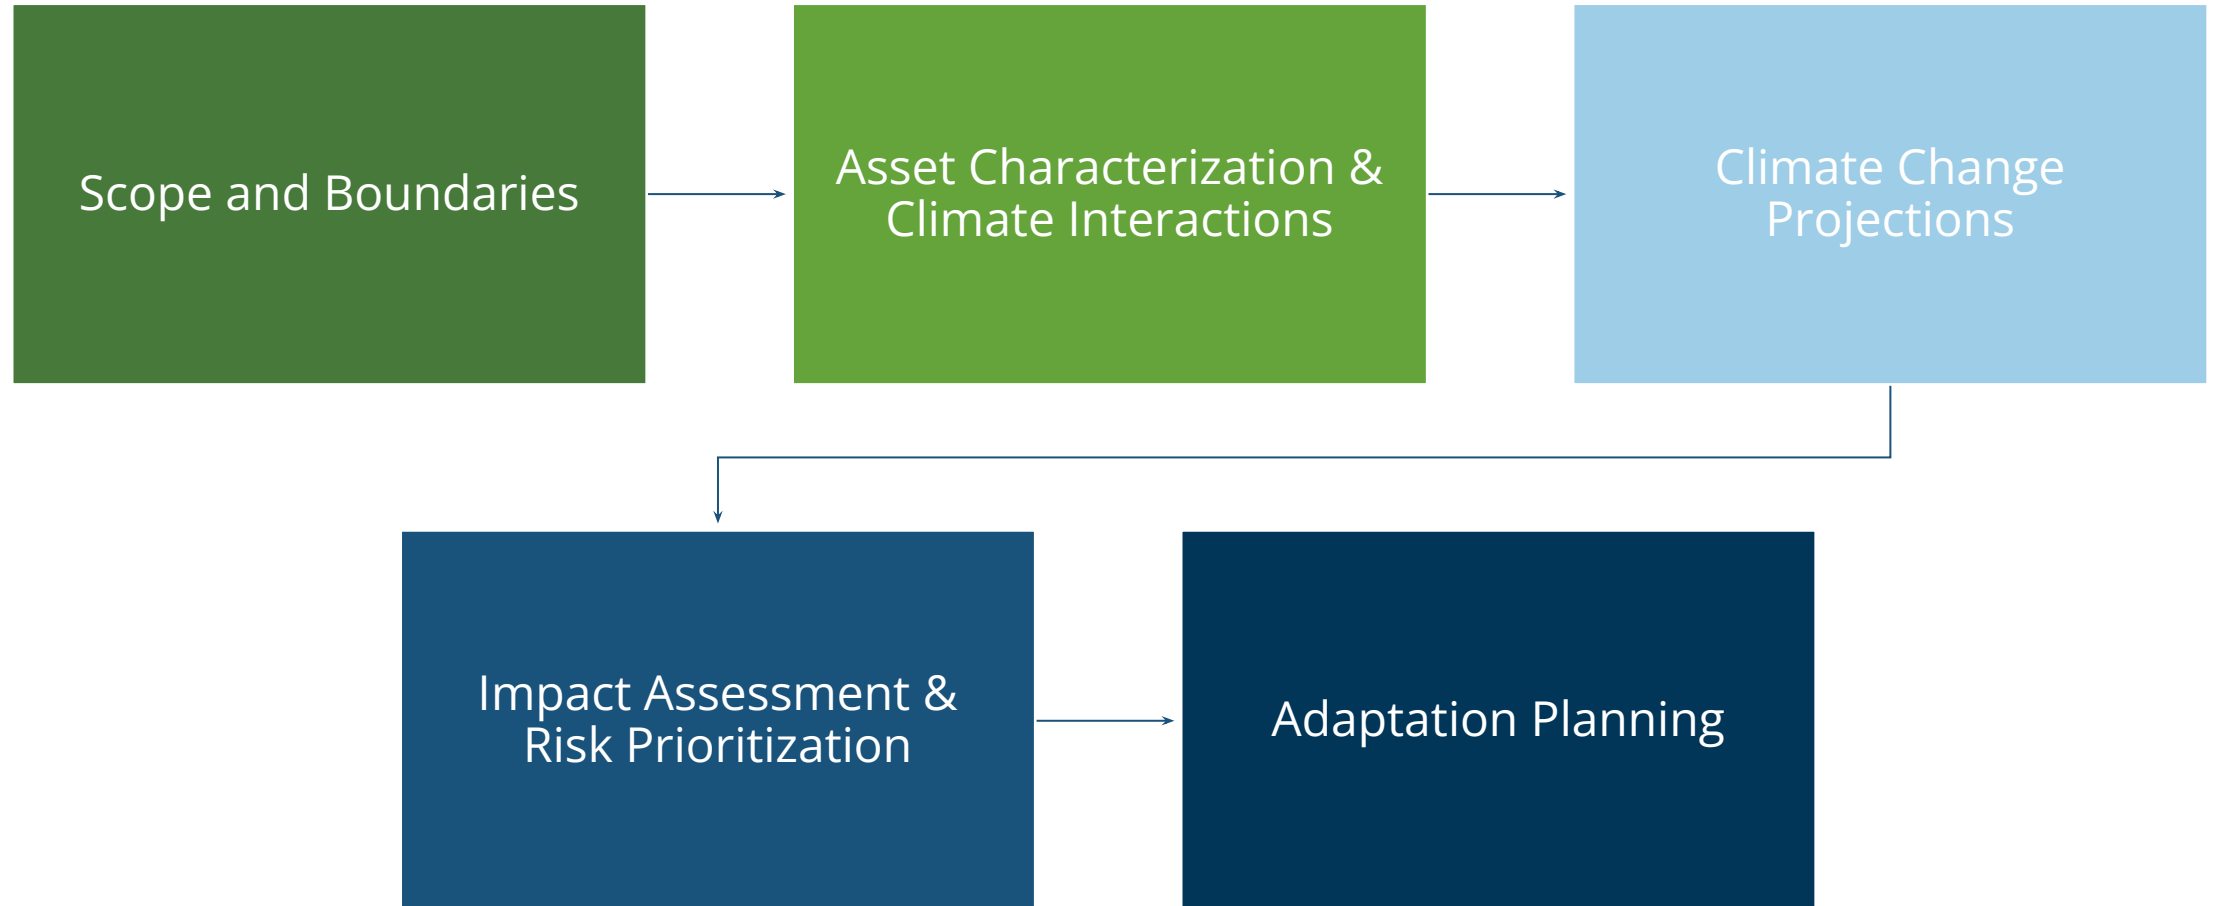 Scope and Boundaries
Asset Characterization &
Climate Interactions
Climate Change
Projections
Impact Assessment &
Risk Prioritization
Adaptation Planning